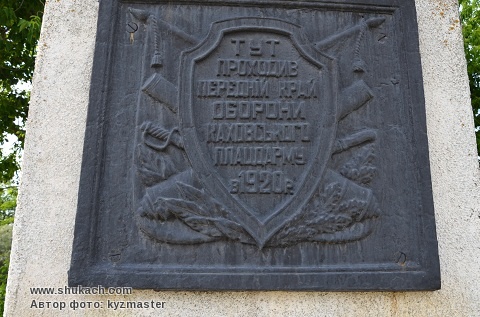 ТУТ
ПРОХОДИВ
ПЕРЕДНІЙ КРАЙ
ОБОРОНИ
КАХОВСЬКОГО
ПЛАЦДАРМУ
в 1920 р.
www.shukach.com
Автор фото: kyzmaster